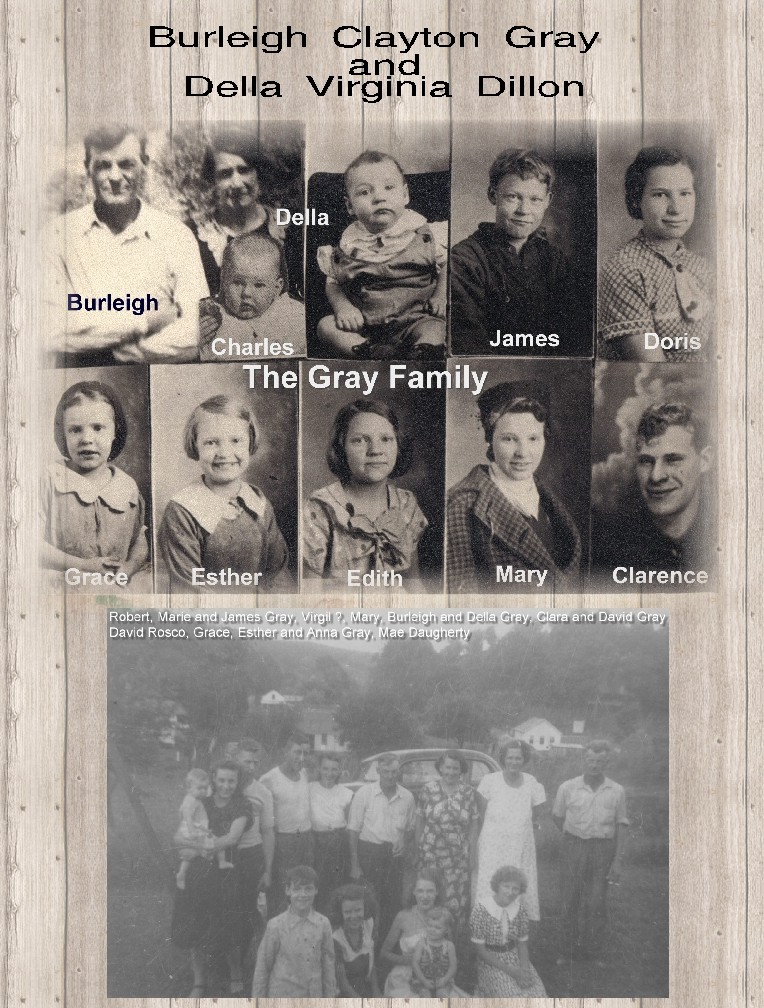 Burleigh Clayton Gray
and
Della Virginia Dillon
Della
Burleigh
Charles
James
Doris
The Gray Family
Grace
Esther
Edith
Mary
Clarence
Robert, Marie and James Gray, Virgil ?, Mary, Burleigh and Della Gray, Clara and David Gray
David Rosco, Grace, Esther and Anna Gray, Mae Daugherty